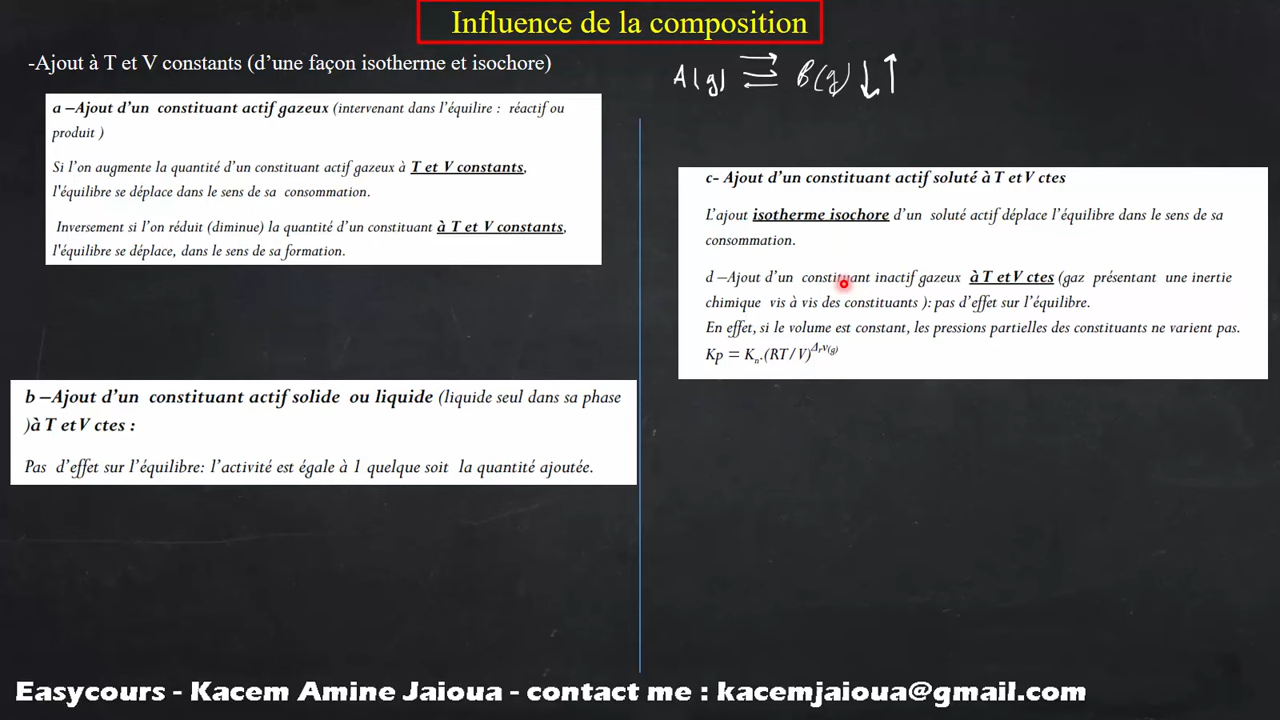 Influence de la composition
-Ajout à T et V constants (d’une façon isotherme et isochore)
a –Ajout d’un constituant actif gazeux (intervenant dans l’équilire : réactif ou
produit )
Si l’on augmente la quantité d’un constituant actif gazeux à T et V constants,
l'équilibre se déplace dans le sens de sa consommation.
Inversement si l’on réduit (diminue) la quantité d’un constituant à T et V constants,
l'équilibre se déplace, dans le sens de sa formation.
b –Ajout d’un constituant actif solide ou liquide (liquide seul dans sa phase
)à T et V ctes :
Pas d’effet sur l’équilibre: l’activité est égale à 1 quelque soit la quantité ajoutée.
A(g) ⇄ B(g) ↓ ↑
c- Ajout d’un constituant actif soluté à T et V ctes
L’ajout isotherme isochore d’un soluté actif déplace l’équilibre dans le sens de sa
consommation.
d –Ajout d’un constituant inactif gazeux à T et V ctes (gaz présentant une inertie
chimique vis à vis des constituants ): pas d’effet sur l’équilibre.
En effet, si le volume est constant, les pressions partielles des constituants ne varient pas.
Kp = Kn.(RT/V)^Δrν(g)
Easycours - Kacem Amine Jaioua - contact me : kacemjaioua@gmail.com